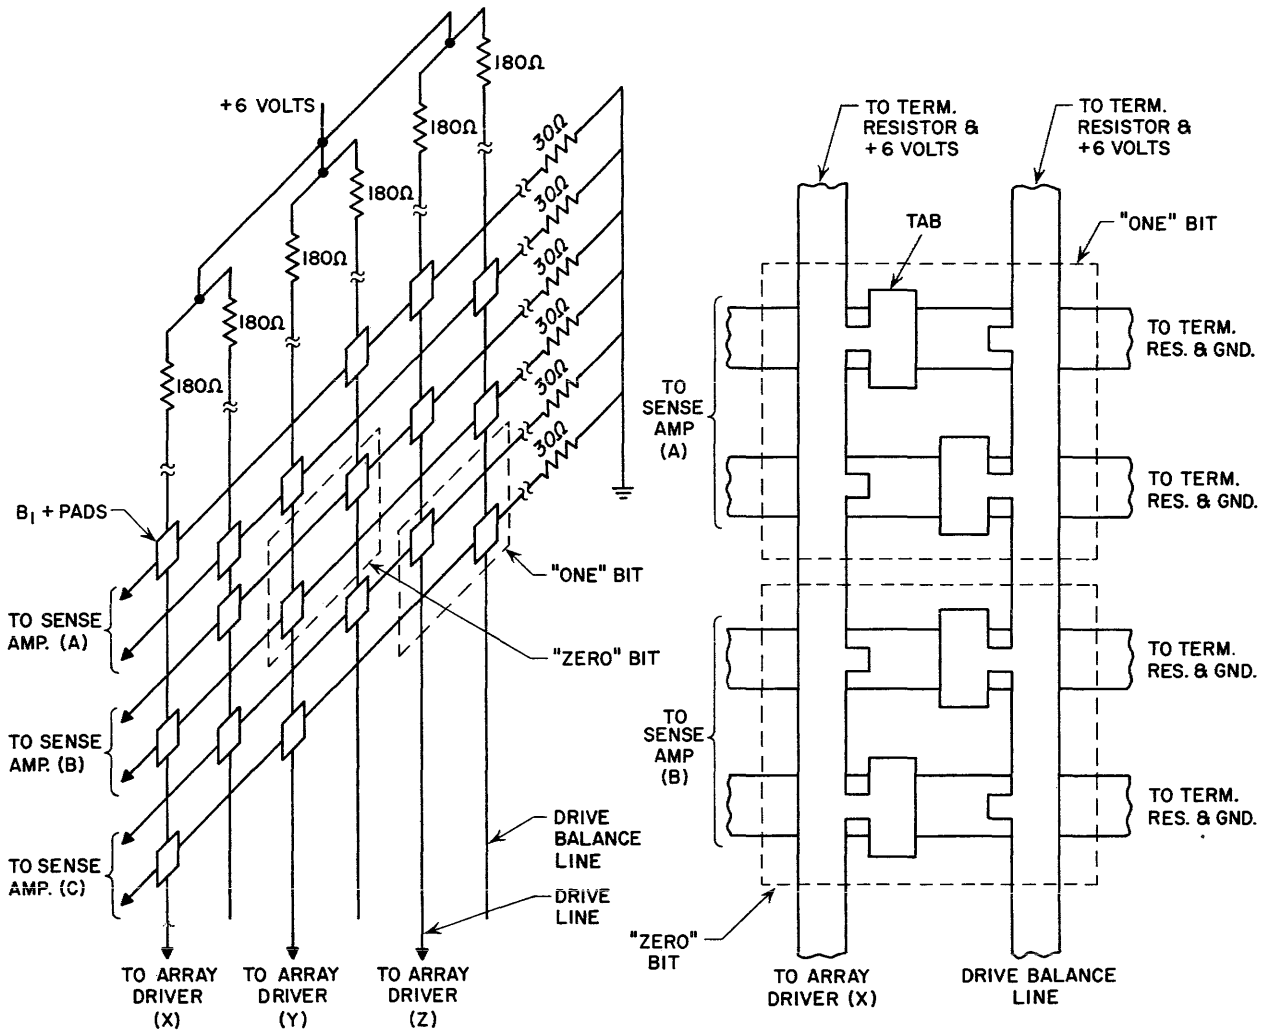 +6 VOLTS
180Ω
180Ω
180Ω
180Ω
180Ω
180Ω
30Ω
30Ω
30Ω
30Ω
30Ω
30Ω
B1 + PADS
TO SENSE
AMP. (A)
TO SENSE
AMP. (B)
TO SENSE
AMP. (C)
"ONE" BIT
"ZERO" BIT
DRIVE
BALANCE
LINE
DRIVE
LINE
TO ARRAY
DRIVER
(X)
TO ARRAY
DRIVER
(Y)
TO ARRAY
DRIVER
(Z)
TO TERM.
RESISTOR &
+6 VOLTS
TO TERM.
RESISTOR &
+6 VOLTS
TAB
"ONE" BIT
TO
SENSE
AMP
(A)
TO TERM.
RES. & GND.
TO TERM.
RES. & GND.
TO
SENSE
AMP
(B)
TO TERM.
RES. & GND.
TO TERM.
RES. & GND.
"ZERO"
BIT
TO ARRAY
DRIVER (X)
DRIVE BALANCE
LINE